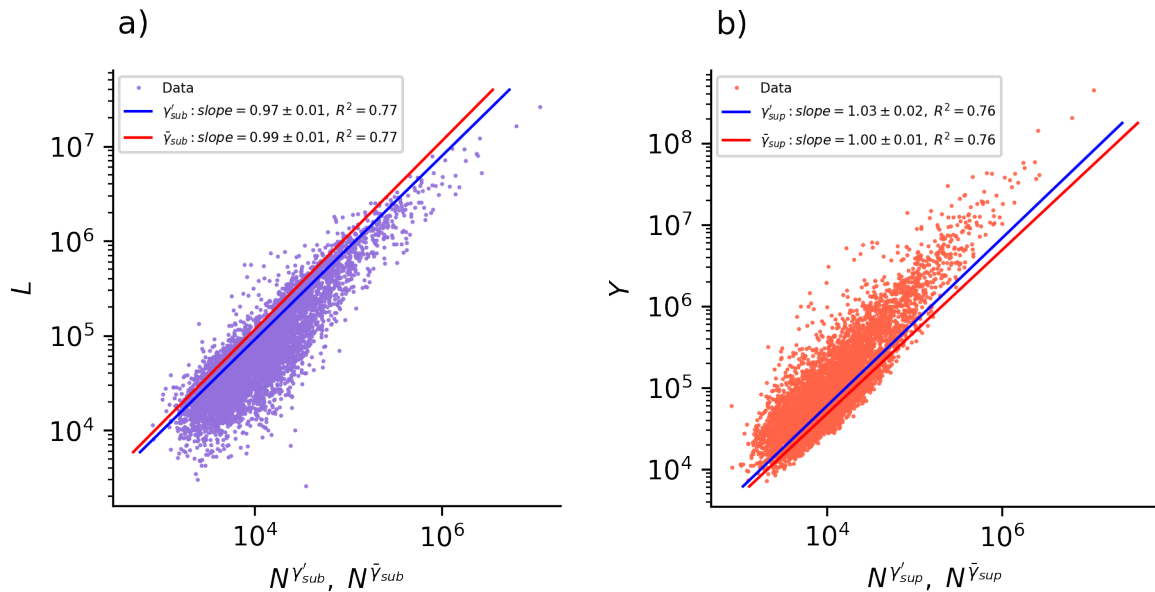 a)
Data
γ′sub : slope = 0.97 ± 0.01, R² = 0.77
γ̄sub : slope = 0.99 ± 0.01, R² = 0.77
10⁷
10⁶
10⁵
10⁴
L
10⁴ 10⁶
N^γ′sub, N^γ̄sub
b)
Data
γ′sup : slope = 1.03 ± 0.02, R² = 0.76
γ̄sup : slope = 1.00 ± 0.01, R² = 0.76
10⁸
10⁷
10⁶
10⁵
10⁴
Y
10⁴ 10⁶
N^γ′sup, N^γ̄sup